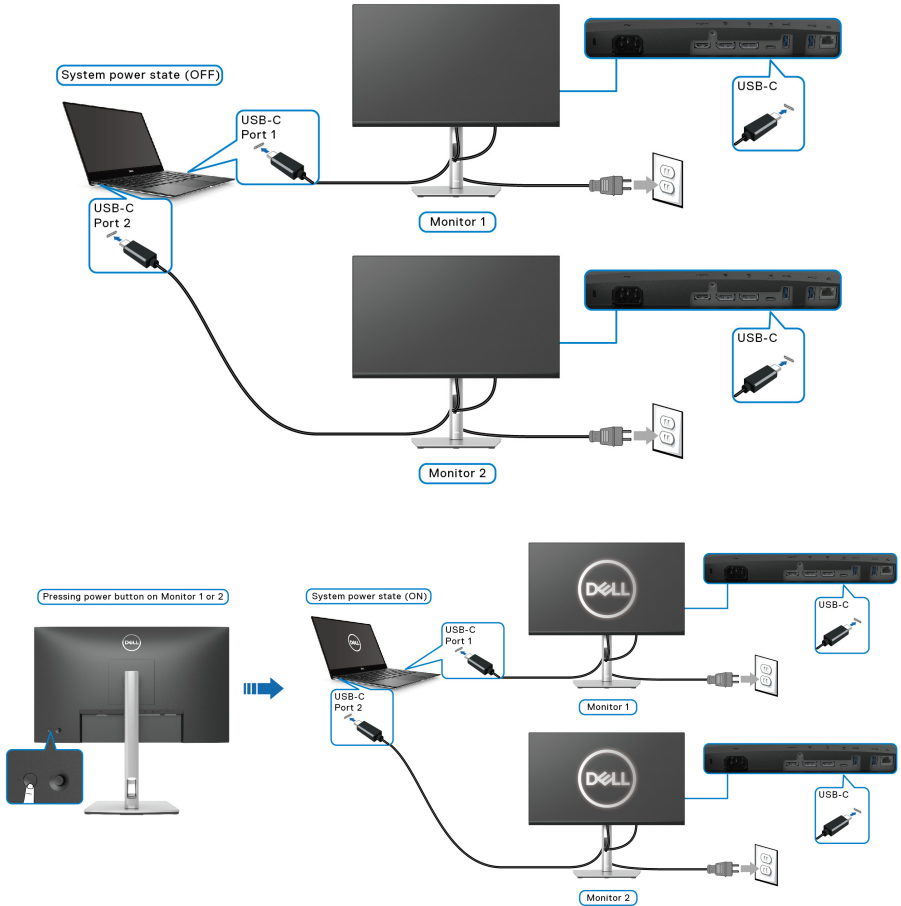 System power state (OFF)
USB-C
Port 1
USB-C
Monitor 1
USB-C
Port 2
USB-C
Monitor 2
Pressing power button on Monitor 1 or 2
DELL
System power state (ON)
DELL
USB-C
Port 1
DELL
USB-C
Monitor 1
USB-C
Port 2
DELL
USB-C
Monitor 2